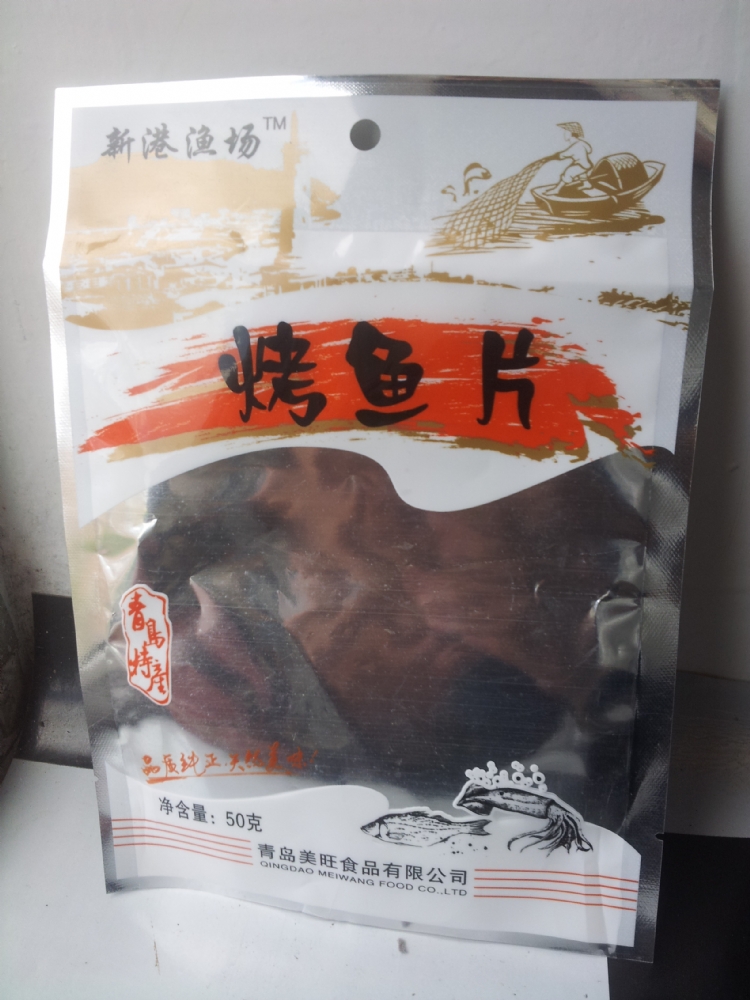 新港渔场TM
烤鱼片
青岛特產
品质纯正,天然美味!
净含量：50克
青岛美旺食品有限公司
QINGDAO MEIWANG FOOD CO.,LTD